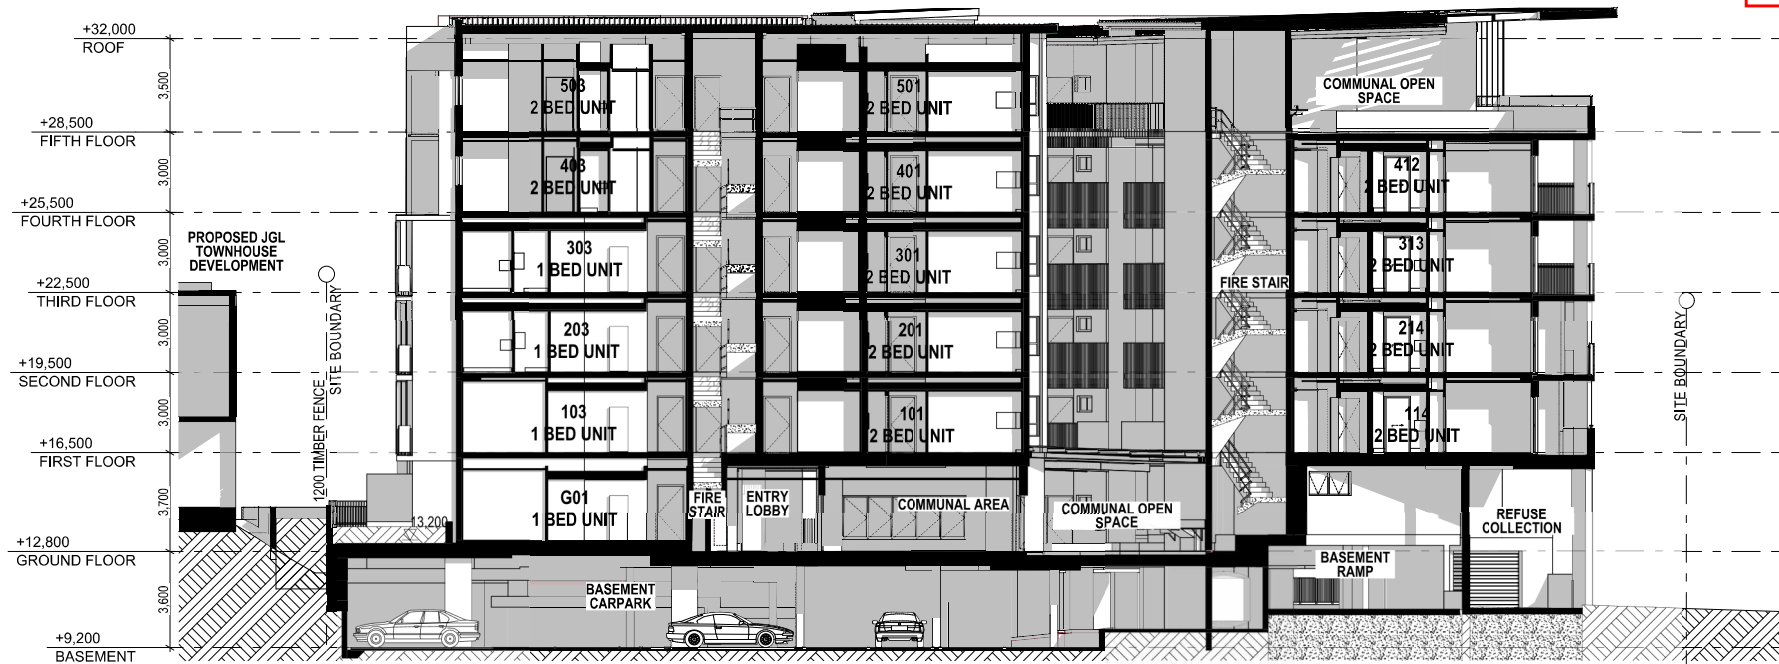 +32,000
ROOF
3,500
+28,500
FIFTH FLOOR
3,000
+25,500
FOURTH FLOOR
3,000
+22,500
THIRD FLOOR
3,000
+19,500
SECOND FLOOR
3,000
+16,500
FIRST FLOOR
3,700
+12,800
GROUND FLOOR
3,600
+9,200
BASEMENT
PROPOSED JGL
TOWNHOUSE
DEVELOPMENT
SITE BOUNDARY
1200 TIMBER FENCE
13,200
503
2 BED UNIT
403
2 BED UNIT
303
1 BED UNIT
203
1 BED UNIT
103
1 BED UNIT
G01
1 BED UNIT
501
2 BED UNIT
401
2 BED UNIT
301
2 BED UNIT
201
2 BED UNIT
101
2 BED UNIT
FIRE
STAIR
ENTRY
LOBBY
COMMUNAL AREA
COMMUNAL OPEN
SPACE
BASEMENT
CARPARK
FIRE STAIR
COMMUNAL OPEN
SPACE
412
2 BED UNIT
313
2 BED UNIT
214
2 BED UNIT
114
2 BED UNIT
BASEMENT
RAMP
REFUSE
COLLECTION
SITE BOUNDARY